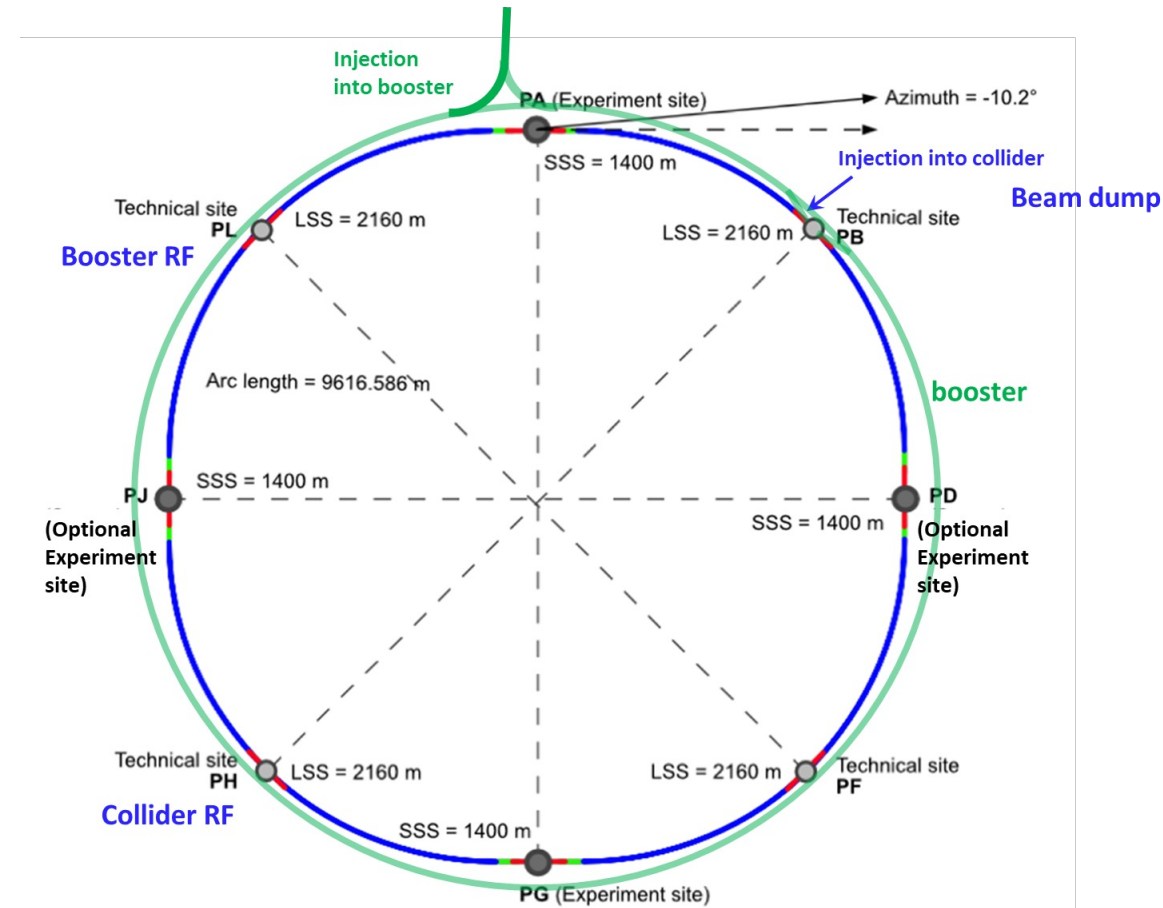 Injection
into booster
PA (Experiment site)
Azimuth = -10.2°
SSS = 1400 m
Injection into collider
Beam dump
Technical site
PL
LSS = 2160 m
Booster RF
LSS = 2160 m
Technical site
PB
Arc length = 9616.586 m
booster
PJ
SSS = 1400 m
(Optional
Experiment
site)
PD
SSS = 1400 m
(Optional
Experiment
site)
Technical site
PH
LSS = 2160 m
Collider RF
LSS = 2160 m
Technical site
PF
SSS = 1400 m
PG (Experiment site)